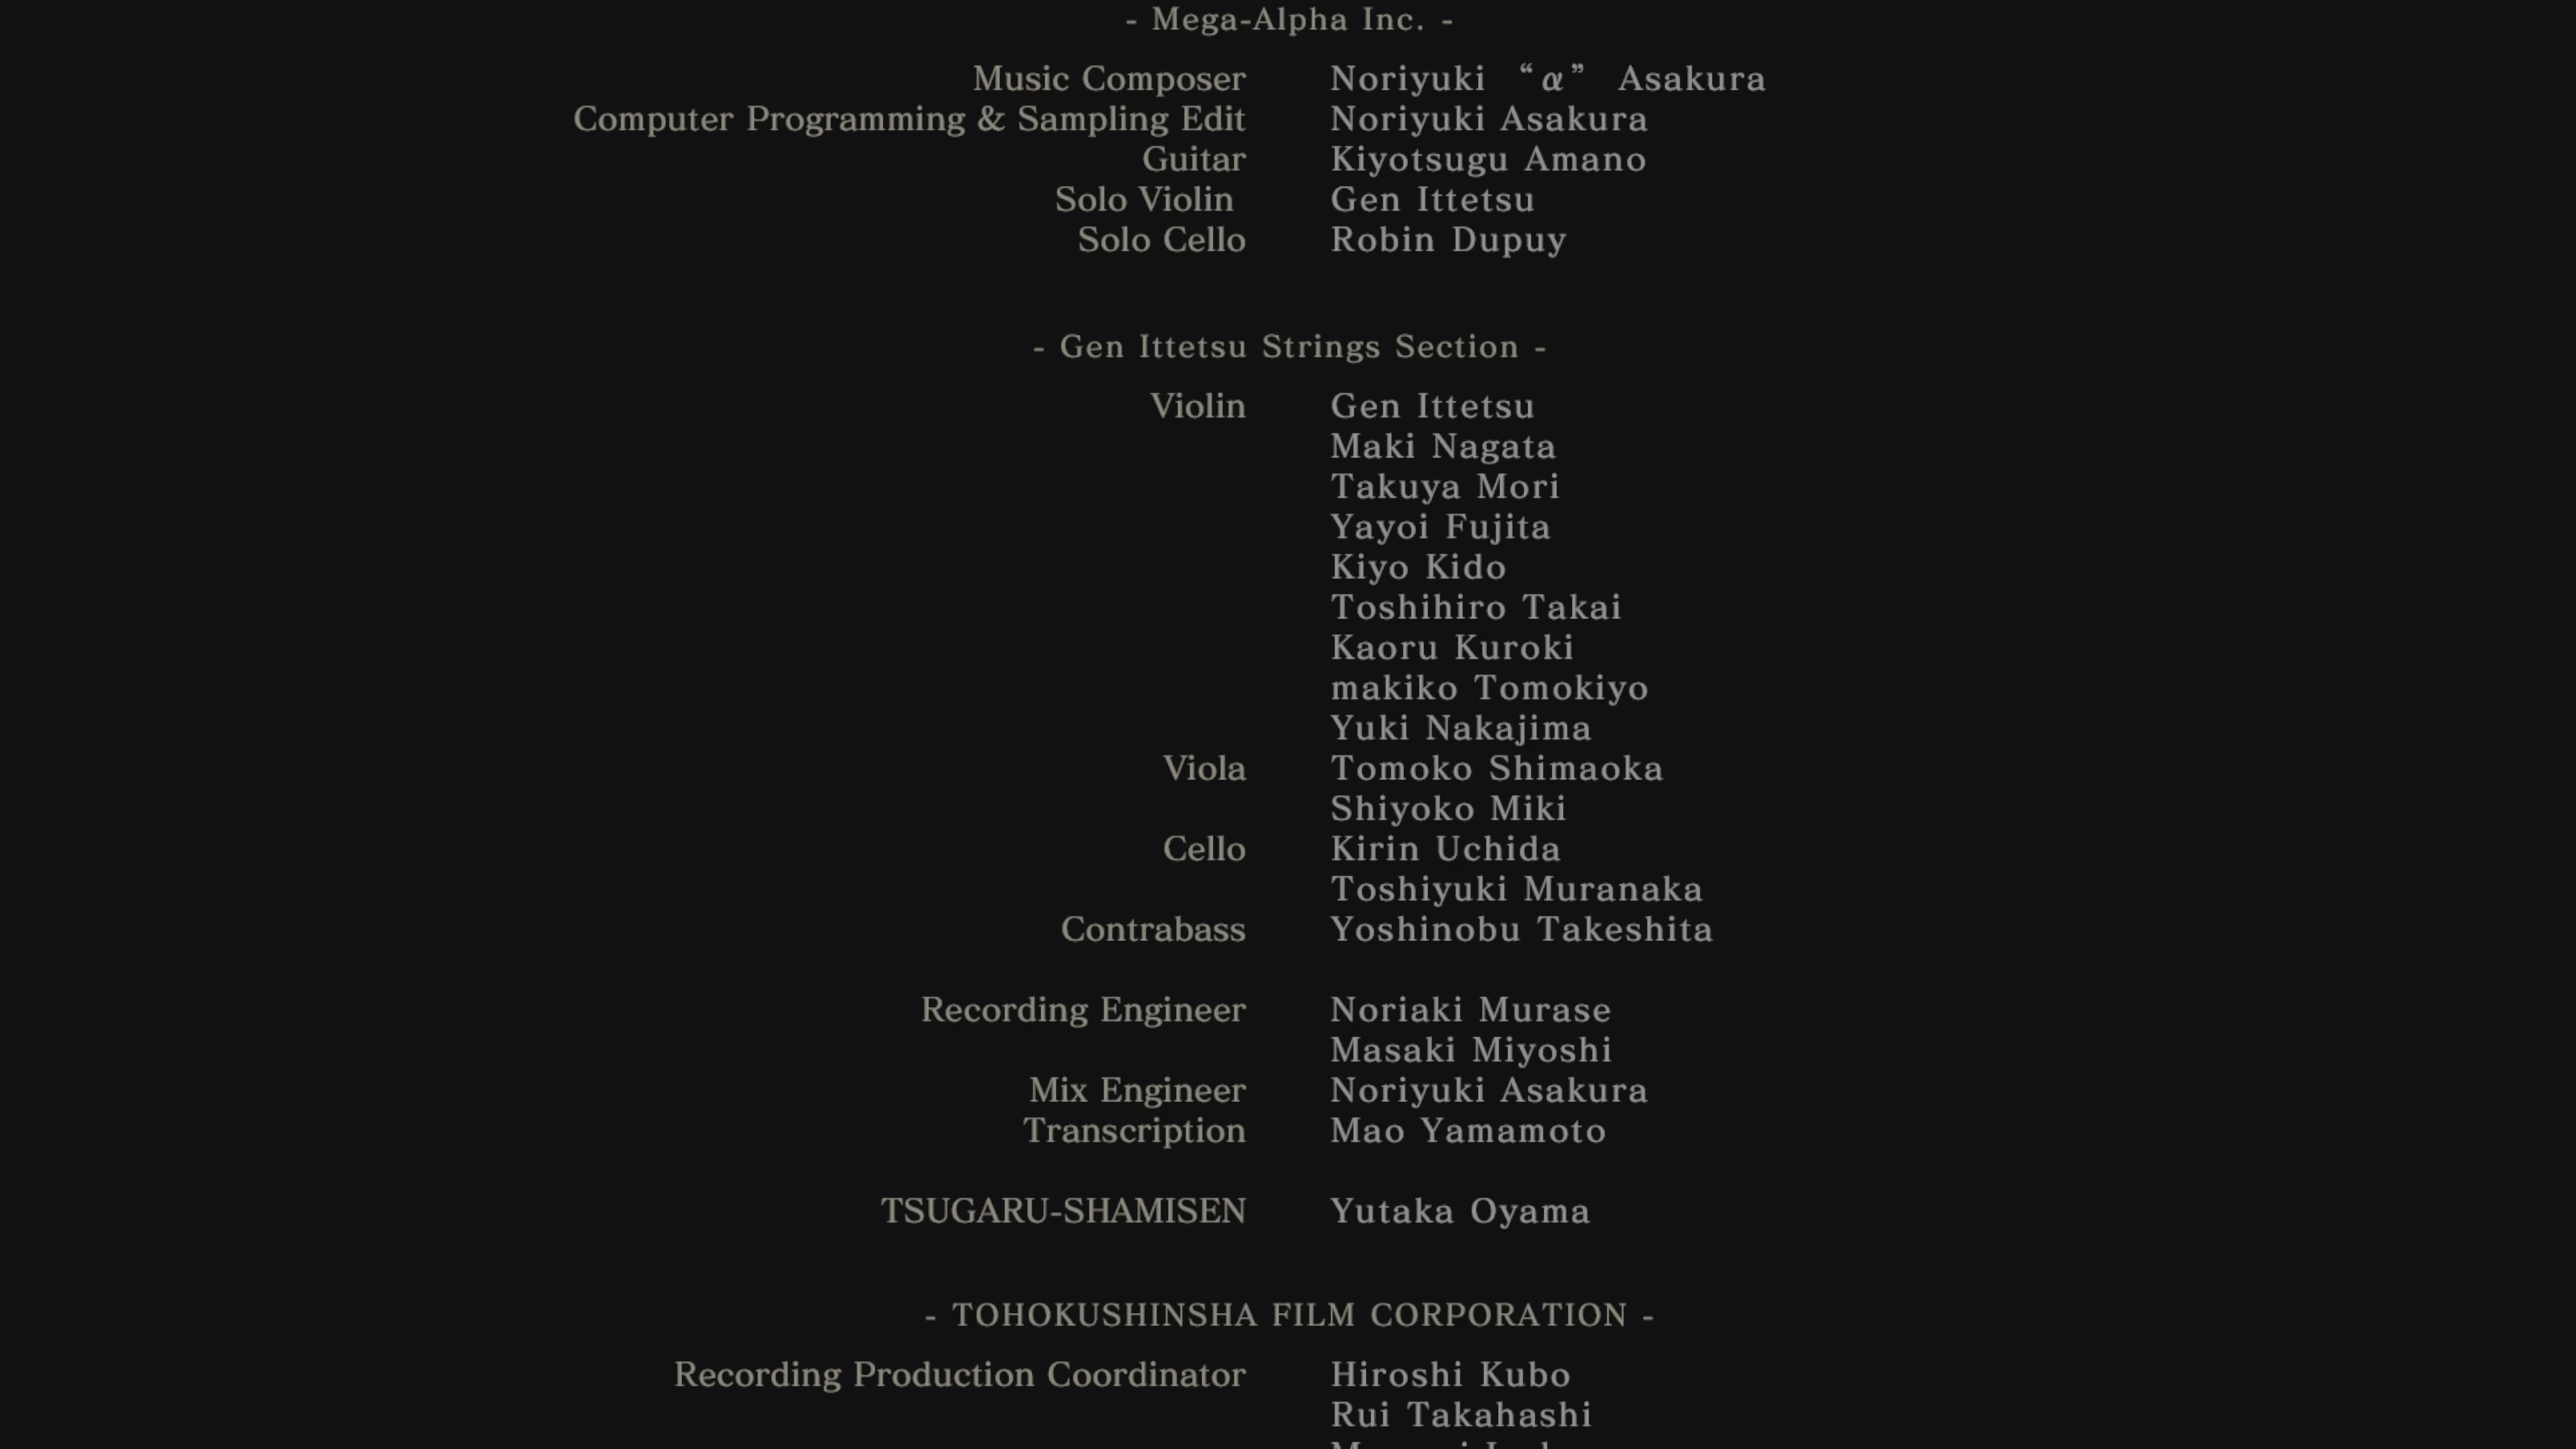 - Mega-Alpha Inc. -
Music Composer Noriyuki “α” Asakura
Computer Programming & Sampling Edit Noriyuki Asakura
Guitar Kiyotsugu Amano
Solo Violin Gen Ittetsu
Solo Cello Robin Dupuy
- Gen Ittetsu Strings Section -
Violin Gen Ittetsu
Maki Nagata
Takuya Mori
Yayoi Fujita
Kiyo Kido
Toshihiro Takai
Kaoru Kuroki
makiko Tomokiyo
Yuki Nakajima
Viola Tomoko Shimaoka
Shiyoko Miki
Cello Kirin Uchida
Toshiyuki Muranaka
Contrabass Yoshinobu Takeshita
Recording Engineer Noriaki Murase
Masaki Miyoshi
Mix Engineer Noriyuki Asakura
Transcription Mao Yamamoto
TSUGARU-SHAMISEN Yutaka Oyama
- TOHOKUSHINSHA FILM CORPORATION -
Recording Production Coordinator Hiroshi Kubo
Rui Takahashi